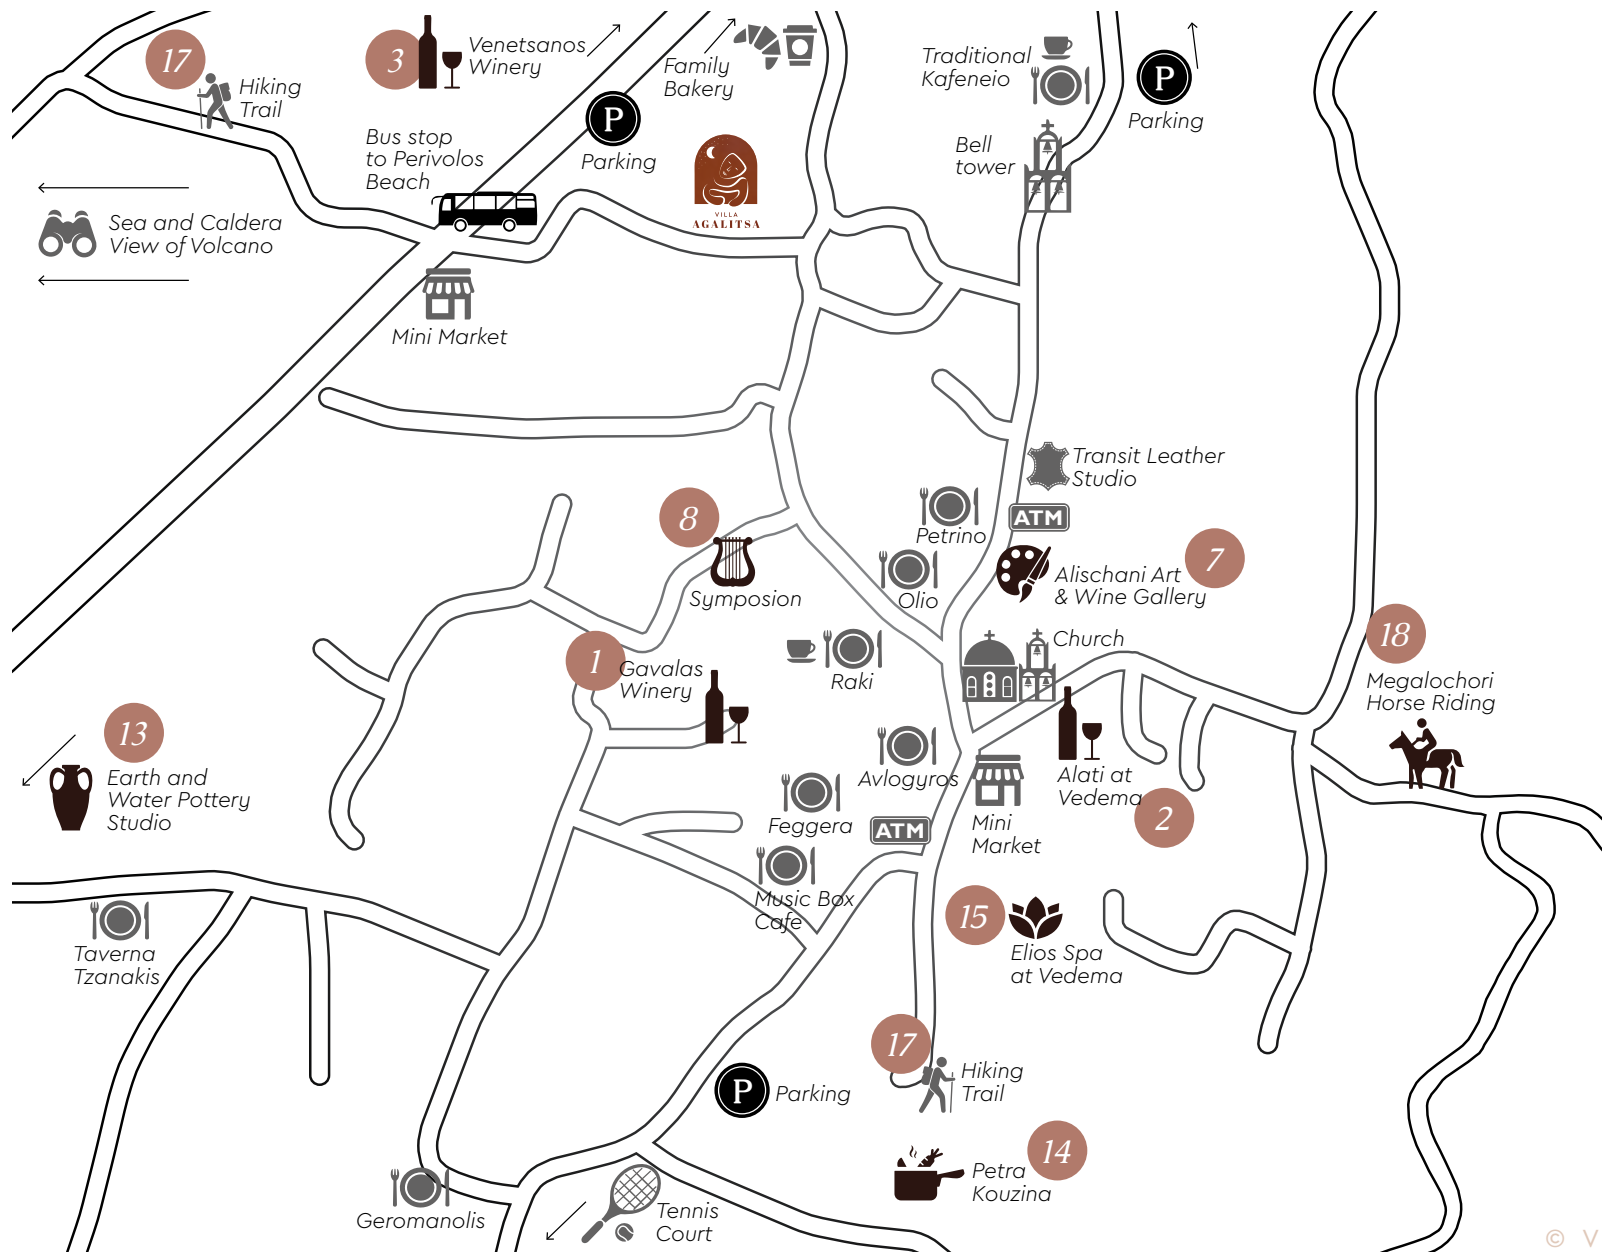 17
Hiking
Trail
3
Venetsanos
Winery
Family
Bakery
Traditional
Kafeneio
P
Parking
P
Parking
Bus stop
to Perivolos
Beach
Bell
tower
VILLA
AGALITSA
Sea and Caldera
View of Volcano
Mini Market
Transit Leather
Studio
ATM
Petrino
8
Symposion
Olio
7
Alischani Art
& Wine Gallery
Church
1
Gavalas
Winery
Raki
18
Megalochori
Horse Riding
13
Earth and
Water Pottery
Studio
Avlogyros
Alati at
Vedema
2
Mini
Market
Feggera
ATM
Music Box
Cafe
15
Elios Spa
at Vedema
Taverna
Tzanakis
17
Hiking
Trail
P
Parking
14
Petra
Kouzina
Geromanolis
Tennis
Court
© V